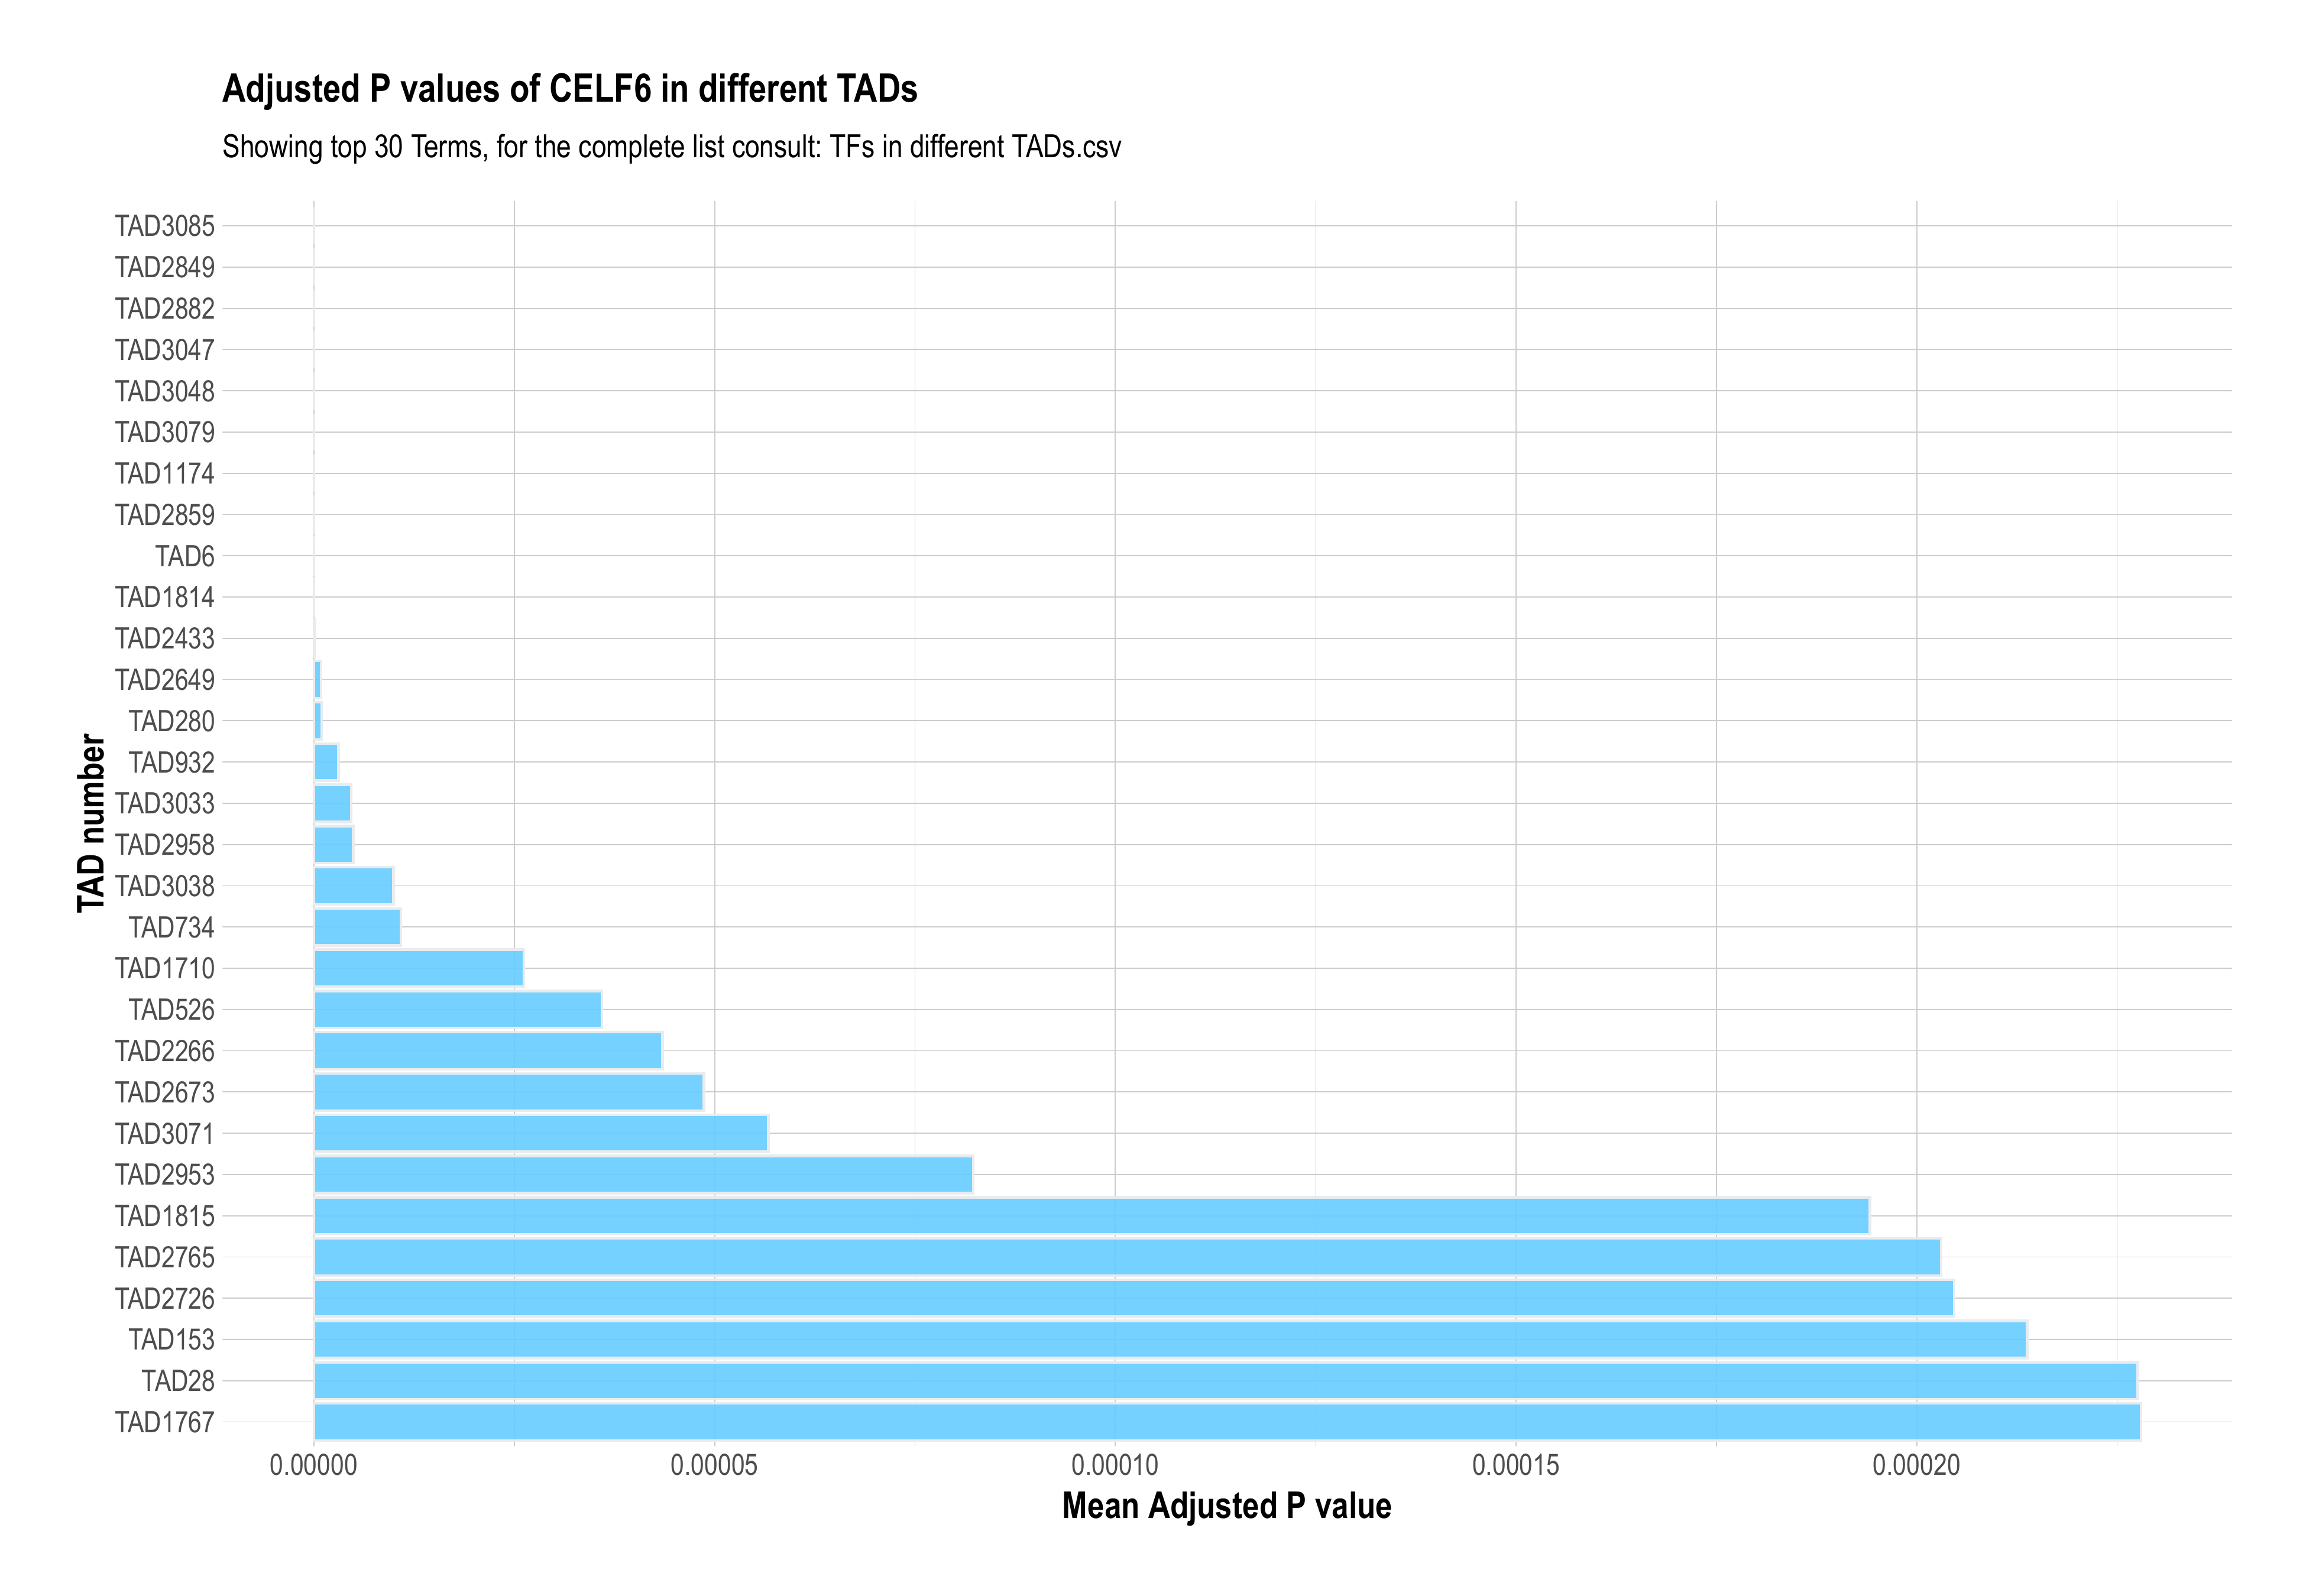 Adjusted P values of CELF6 in different TADs
Showing top 30 Terms, for the complete list consult: TFs in different TADs.csv
TAD number
TAD3085
TAD2849
TAD2882
TAD3047
TAD3048
TAD3079
TAD1174
TAD2859
TAD6
TAD1814
TAD2433
TAD2649
TAD280
TAD932
TAD3033
TAD2958
TAD3038
TAD734
TAD1710
TAD526
TAD2266
TAD2673
TAD3071
TAD2953
TAD1815
TAD2765
TAD2726
TAD153
TAD28
TAD1767
0.00000 0.00005 0.00010 0.00015 0.00020
Mean Adjusted P value